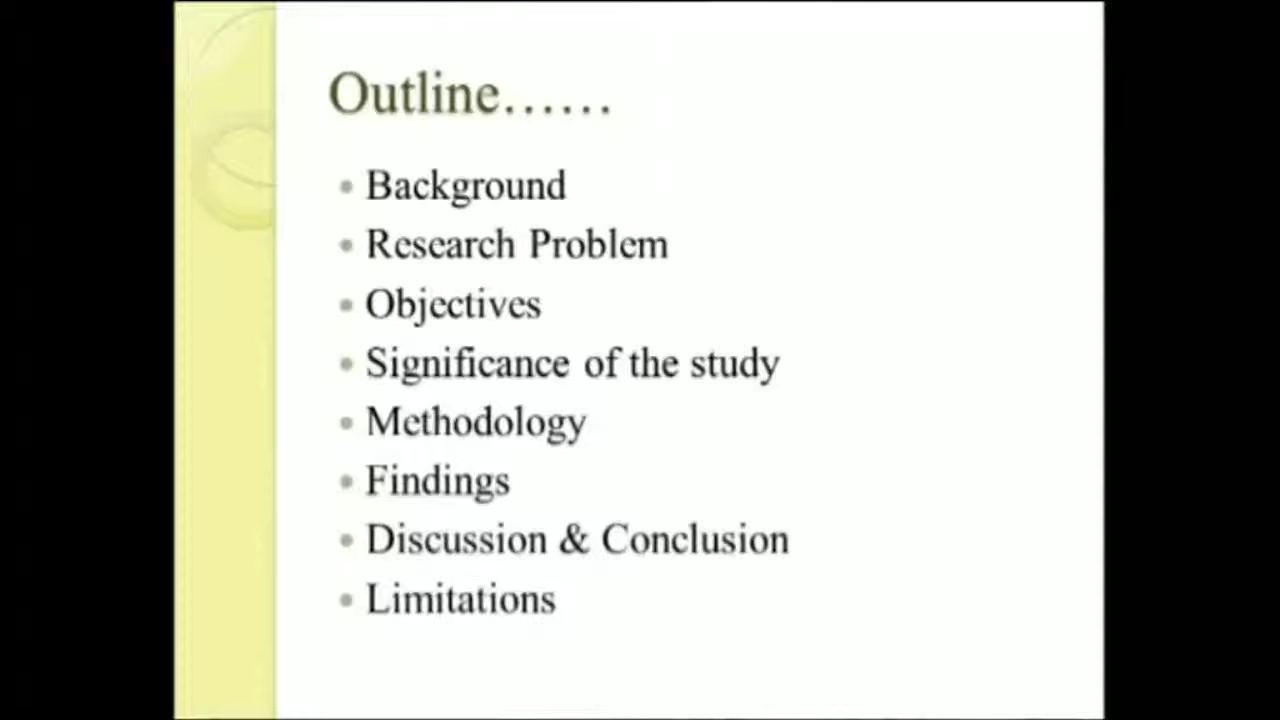 Outline......
• Background
• Research Problem
• Objectives
• Significance of the study
• Methodology
• Findings
• Discussion & Conclusion
• Limitations